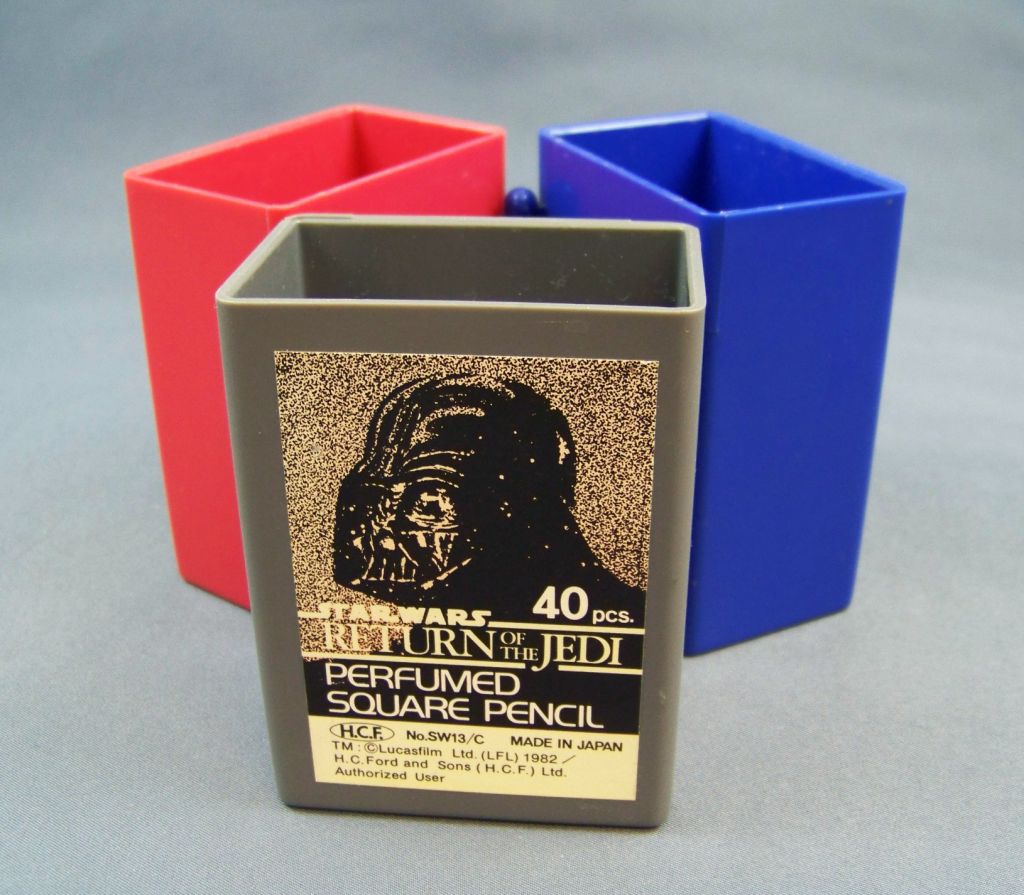 40 pcs.
STAR WARS
RETURN OF THE JEDI
PERFUMED
SQUARE PENCIL
H.C.F. No.SW13/C MADE IN JAPAN
TM : ©Lucasfilm Ltd. (LFL) 1982 /
H.C.Ford and Sons ( H.C.F.) Ltd.
Authorized User